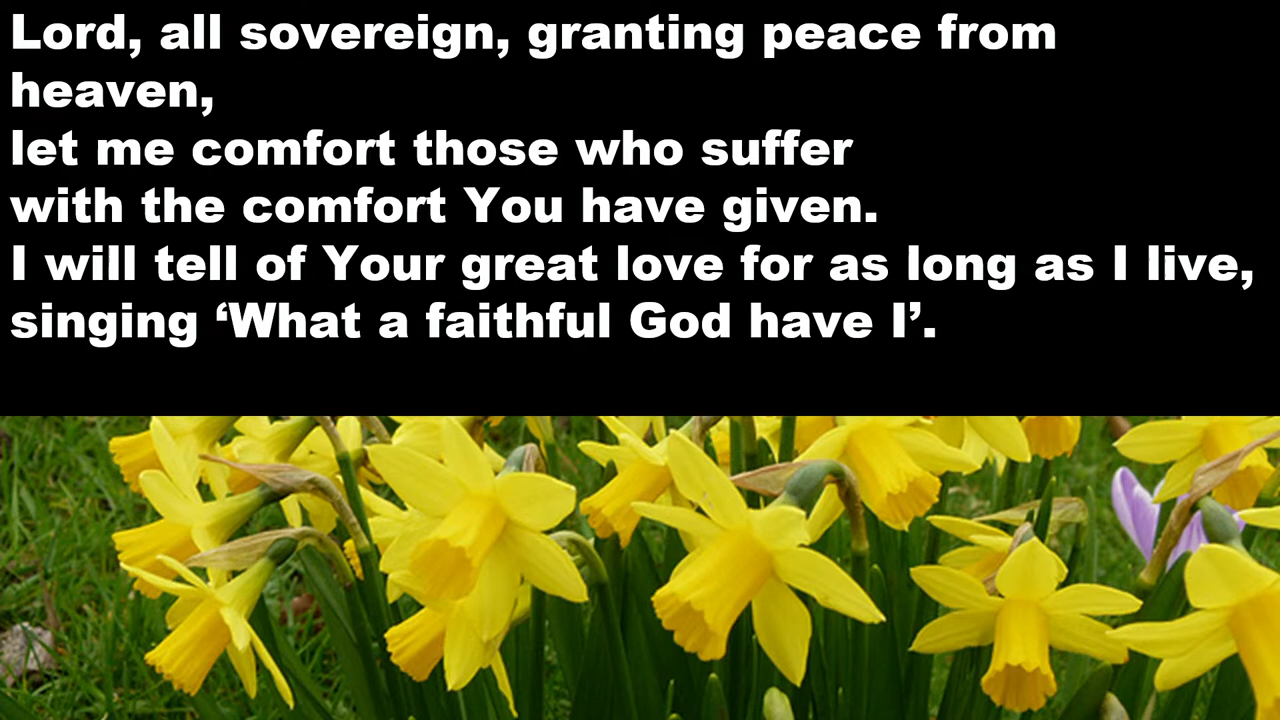 Lord, all sovereign, granting peace from
heaven,
let me comfort those who suffer
with the comfort You have given.
I will tell of Your great love for as long as I live,
singing ‘What a faithful God have I’.